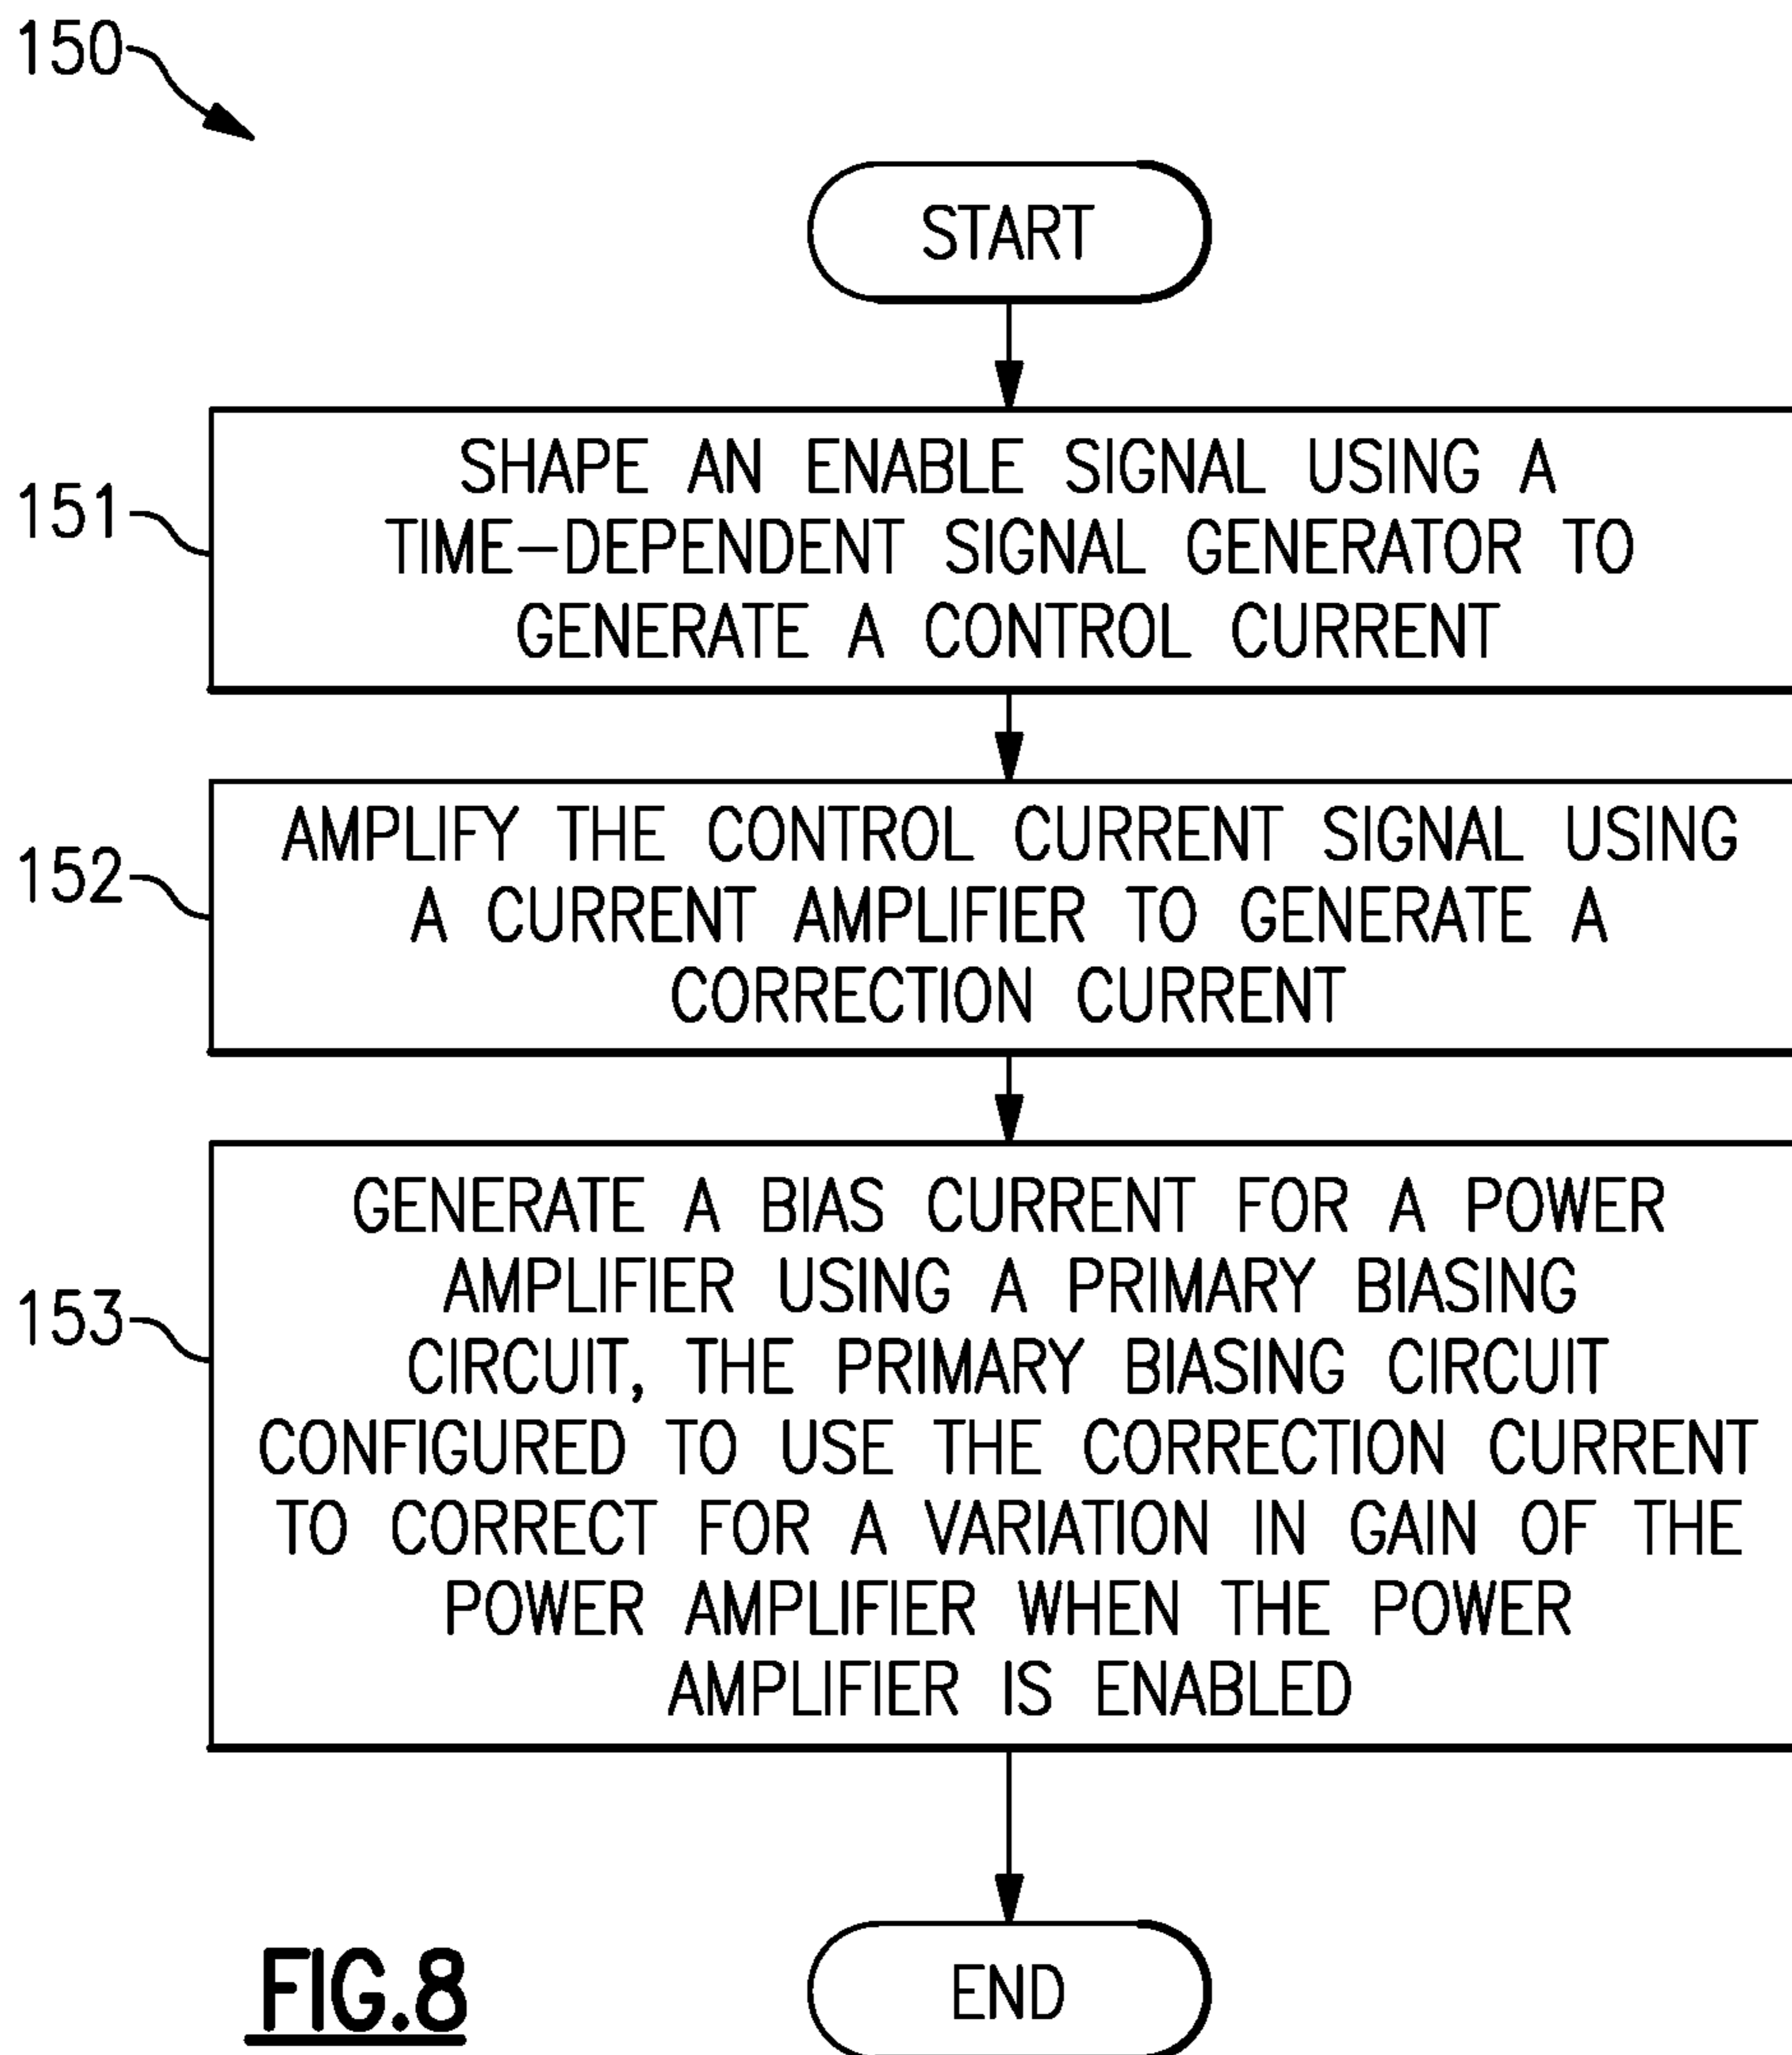 150
START
151
SHAPE AN ENABLE SIGNAL USING A
TIME-DEPENDENT SIGNAL GENERATOR TO
GENERATE A CONTROL CURRENT
152
AMPLIFY THE CONTROL CURRENT SIGNAL USING
A CURRENT AMPLIFIER TO GENERATE A
CORRECTION CURRENT
153
GENERATE A BIAS CURRENT FOR A POWER
AMPLIFIER USING A PRIMARY BIASING
CIRCUIT, THE PRIMARY BIASING CIRCUIT
CONFIGURED TO USE THE CORRECTION CURRENT
TO CORRECT FOR A VARIATION IN GAIN OF THE
POWER AMPLIFIER WHEN THE POWER
AMPLIFIER IS ENABLED
END
FIG.8